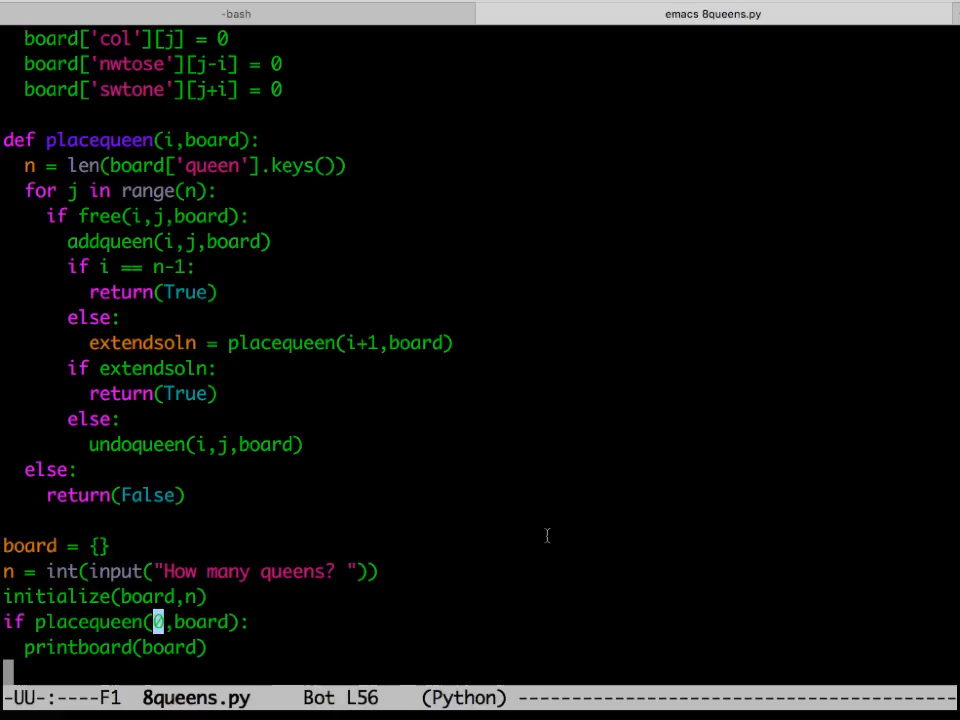 -bash
emacs 8queens.py
board['col'][j] = 0
board['nwtose'][j-i] = 0
board['swtone'][j+i] = 0
def placequeen(i,board):
n = len(board['queen'].keys())
for j in range(n):
if free(i,j,board):
addqueen(i,j,board)
if i == n-1:
return(True)
else:
extendsoln = placequeen(i+1,board)
if extendsoln:
return(True)
else:
undoqueen(i,j,board)
else:
return(False)
board = {}
n = int(input("How many queens? "))
initialize(board,n)
if placequeen(0,board):
printboard(board)
-UU-:----F1  8queens.py     Bot L56    (Python) ----------------------------------------